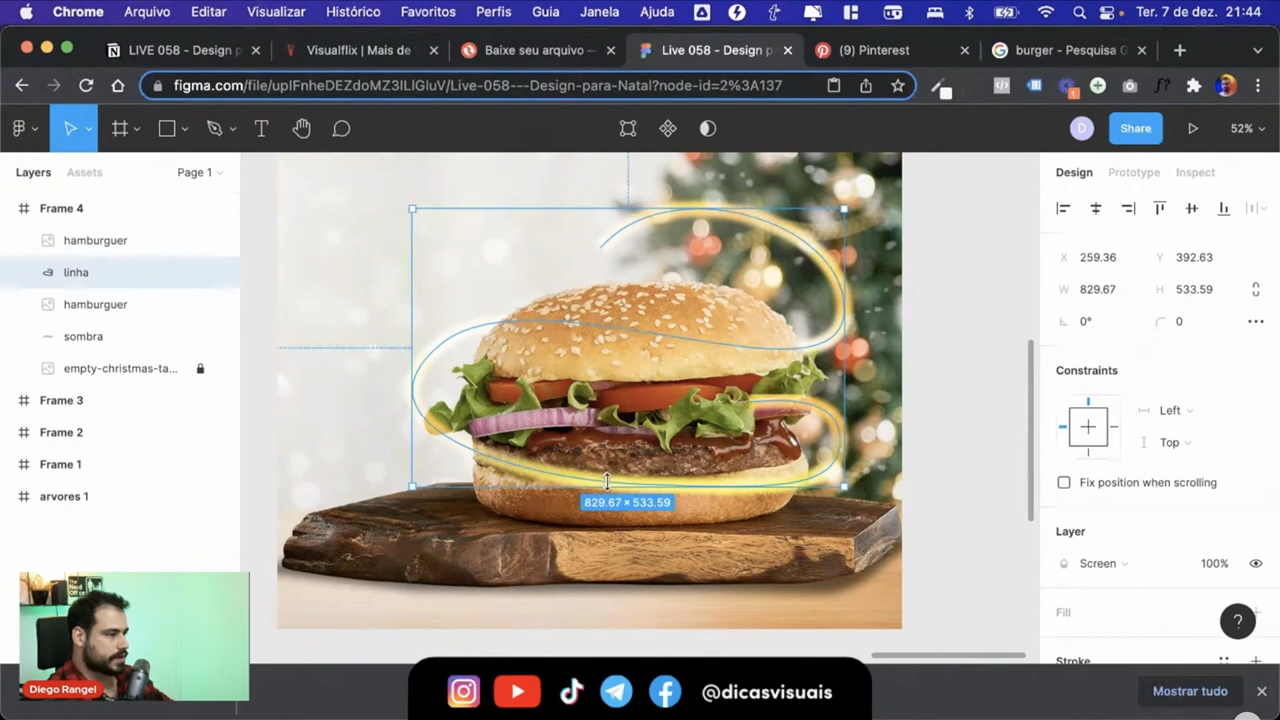 Chrome Arquivo Editar Visualizar Histórico Favoritos Perfis Guia Janela Ajuda Ter. 7 de dez. 21:44
LIVE 058 - Design p
Visualflix | Mais de
Baixe seu arquivo —
Live 058 - Design p
(9) Pinterest
burger - Pesquisa G
figma.com/file/upIFnheDEZdoMZ3ILlGluV/Live-058---Design-para-Natal?node-id=2%3A137
D Share 52%
Layers Assets Page 1
Design Prototype Inspect
Frame 4
hamburguer
linha
hamburguer
sombra
empty-christmas-ta...
Frame 3
Frame 2
Frame 1
arvores 1
829.67 × 533.59
X 259.36 Y 392.63
W 829.67 H 533.59
0° 0
Constraints
Left
Top
Fix position when scrolling
Layer
Screen 100%
Fill
?
Stroke
Mostrar tudo
Diego Rangel
@dicasvisuais